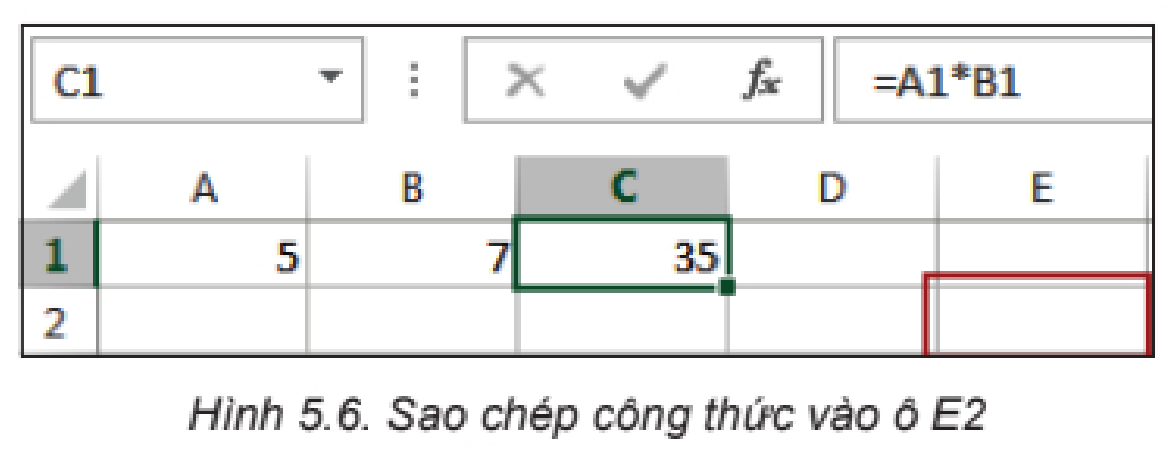 C1 fx =A1*B1
A B C D E
1 5 7 35
2
Hình 5.6. Sao chép công thức vào ô E2